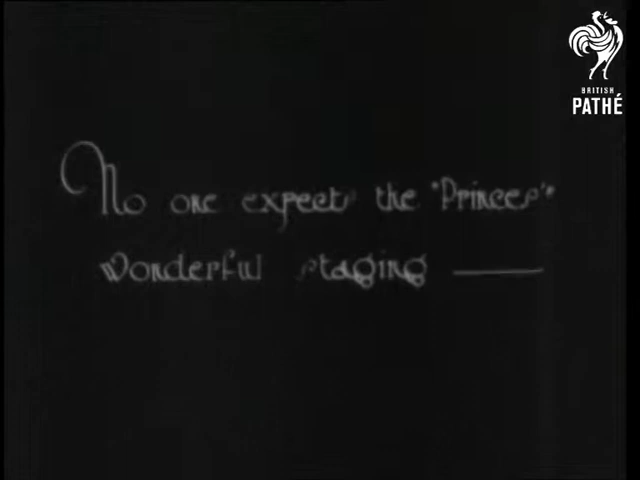 BRITISH
PATHÉ
No one expects the "Princes'"
wonderful staging —